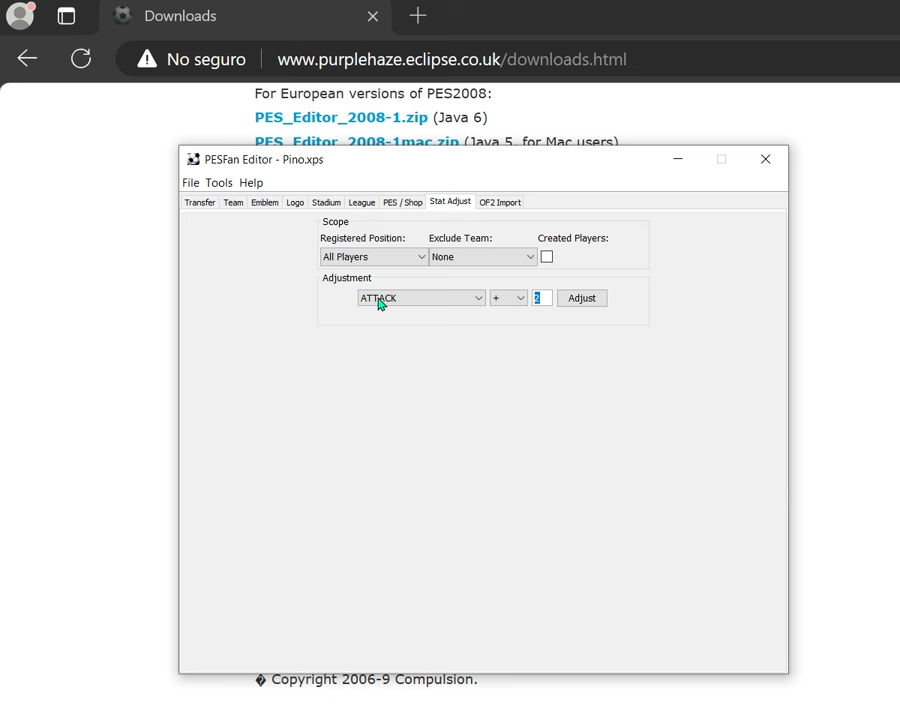 Downloads
No seguro
www.purplehaze.eclipse.co.uk/downloads.html
For European versions of PES2008:
PES_Editor_2008-1.zip (Java 6)
PES_Editor_2008-1mac.zip (Java 5, for Mac users)
PESFan Editor - Pino.xps
File Tools Help
Transfer Team Emblem Logo Stadium League PES / Shop Stat Adjust OF2 Import
Scope
Registered Position: Exclude Team: Created Players:
All Players None
Adjustment
ATTACK + 2 Adjust
� Copyright 2006-9 Compulsion.